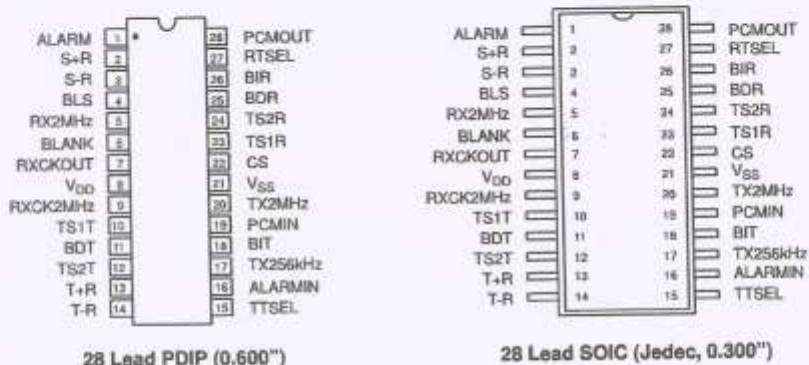 ALARM 1 28 PCMOUT
S+R 2 27 RTSEL
S-R 3 26 BIR
BLS 4 25 BDR
RX2MHz 5 24 TS2R
BLANK 6 23 TS1R
RXCKOUT 7 22 CS
VDD 8 21 VSS
RXCK2MHz 9 20 TX2MHz
TS1T 10 19 PCMIN
BDT 11 18 BIT
TS2T 12 17 TX256kHz
T+R 13 16 ALARMIN
T-R 14 15 TTSEL
28 Lead PDIP (0.600")
ALARM 1 28 PCMOUT
S+R 2 27 RTSEL
S-R 3 26 BIR
BLS 4 25 BDR
RX2MHz 5 24 TS2R
BLANK 6 23 TS1R
RXCKOUT 7 22 CS
VDD 8 21 VSS
RXCK2MHz 9 20 TX2MHz
TS1T 10 19 PCMIN
BDT 11 18 BIT
TS2T 12 17 TX256kHz
T+R 13 16 ALARMIN
T-R 14 15 TTSEL
28 Lead SOIC (Jedec, 0.300")